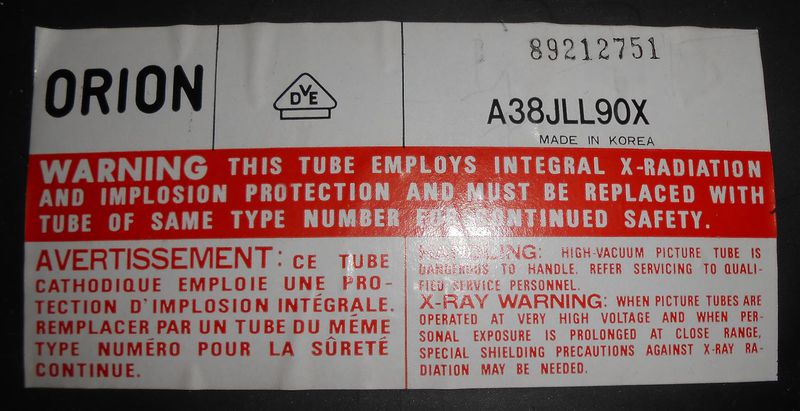 ORION
DVE
89212751
A38JLL90X
MADE IN KOREA
WARNING THIS TUBE EMPLOYS INTEGRAL X-RADIATION
AND IMPLOSION PROTECTION AND MUST BE REPLACED WITH
TUBE OF SAME TYPE NUMBER FOR CONTINUED SAFETY.
AVERTISSEMENT: CE TUBE
CATHODIQUE EMPLOIE UNE PRO-
TECTION D'IMPLOSION INTÉGRALE.
REMPLACER PAR UN TUBE DU MÉME
TYPE NUMÉRO POUR LA SÛRETÉ
CONTINUE.
HANDLING: HIGH-VACUUM PICTURE TUBE IS
DANGEROUS TO HANDLE. REFER SERVICING TO QUALI-
FIED SERVICE PERSONNEL.
X-RAY WARNING: WHEN PICTURE TUBES ARE
OPERATED AT VERY HIGH VOLTAGE AND WHEN PER-
SONAL EXPOSURE IS PROLONGED AT CLOSE RANGE,
SPECIAL SHIELDING PRECAUTIONS AGAINST X-RAY RA-
DIATION MAY BE NEEDED.